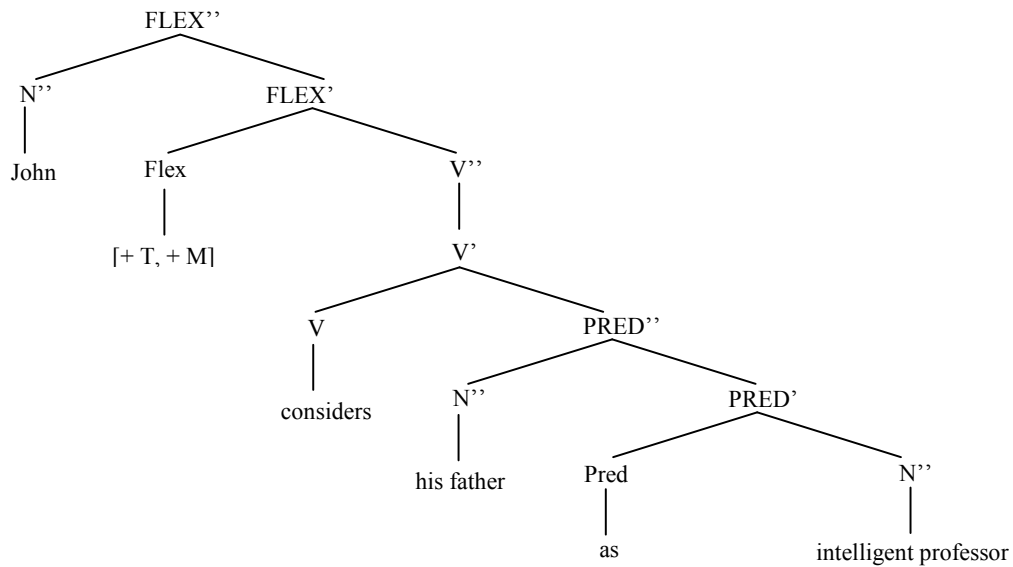 FLEX’’
N’’ FLEX’
John Flex V’’
[+ T, + M] V’
V PRED’’
considers N’’ PRED’
his father Pred N’’
as intelligent professor